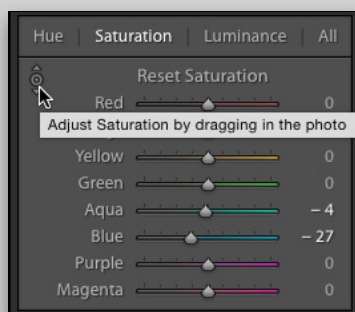 Hue | Saturation | Luminance | All
Reset Saturation
Red 0
Adjust Saturation by dragging in the photo
Yellow 0
Green 0
Aqua – 4
Blue – 27
Purple 0
Magenta 0